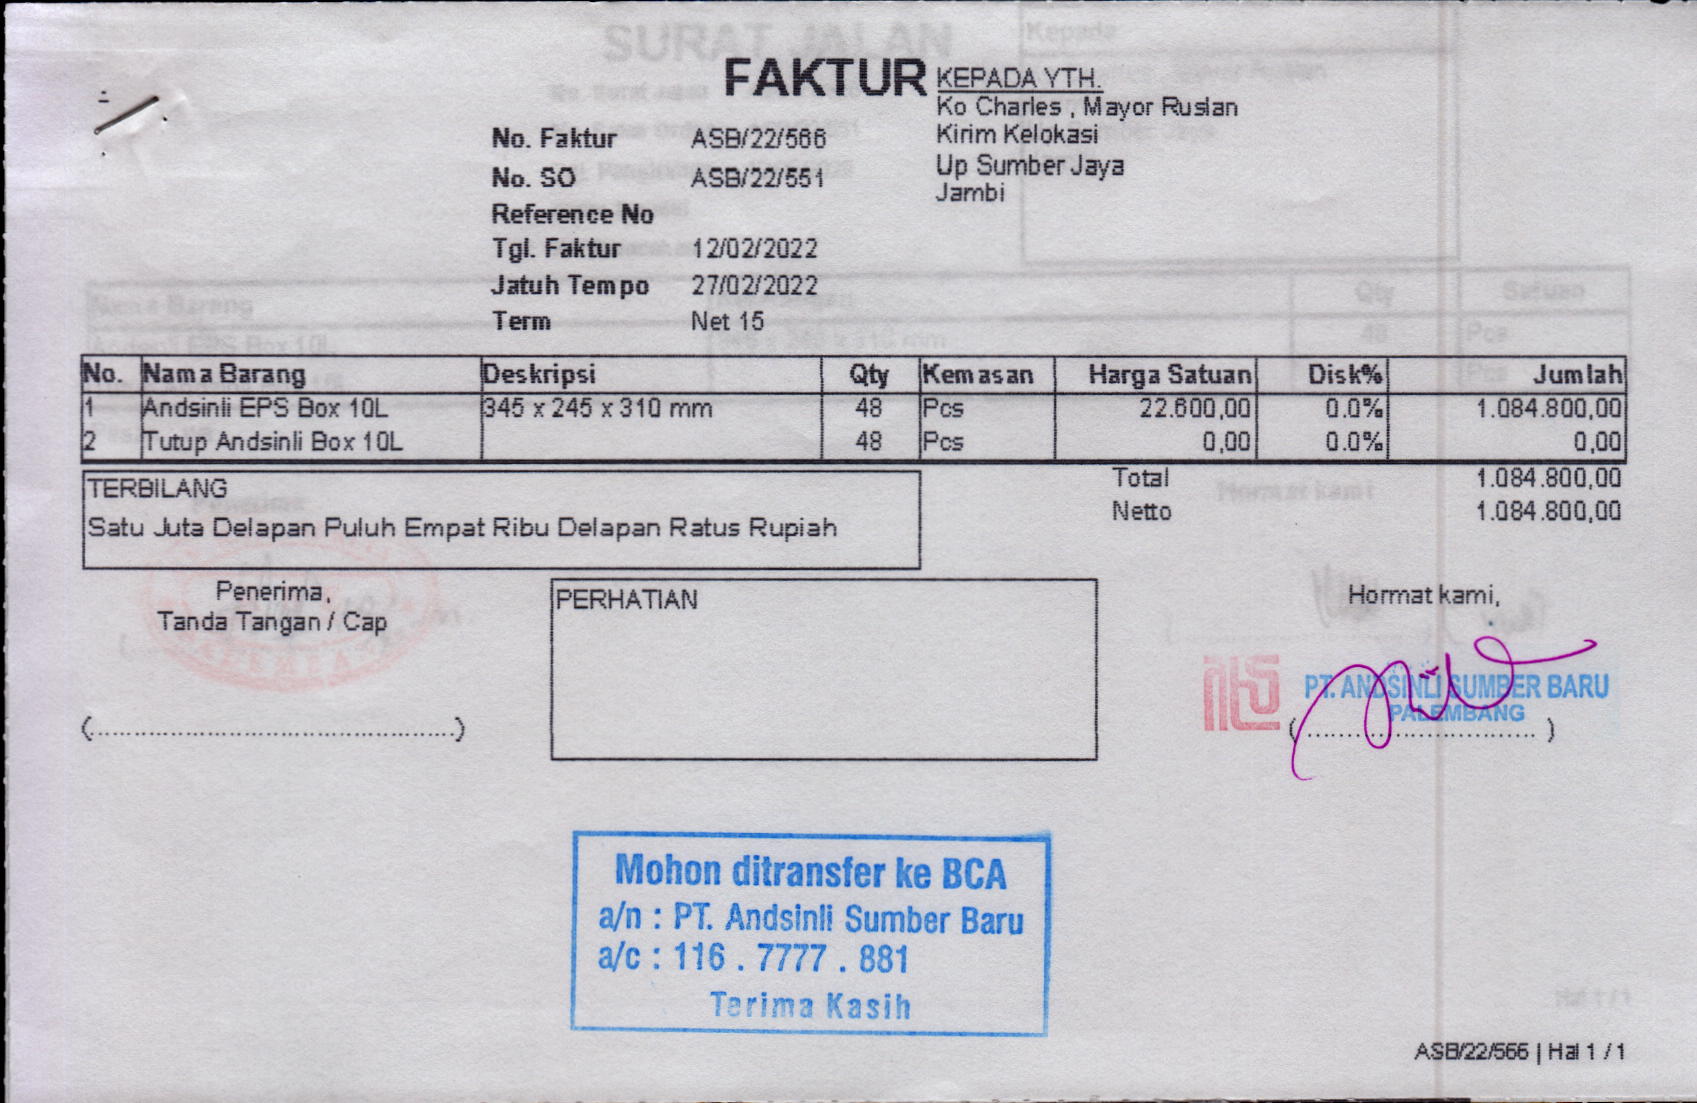 FAKTUR
KEPADA YTH.
Ko Charles , Mayor Ruslan
Kirim Kelokasi
Up Sumber Jaya
Jambi
No. Faktur ASB/22/566
No. SO ASB/22/551
Reference No
Tgl. Faktur 12/02/2022
Jatuh Tempo 27/02/2022
Term Net 15
No. Nama Barang Deskripsi Qty Kemasan Harga Satuan Disk% Jumlah
1 Andsinli EPS Box 10L 345 x 245 x 310 mm 48 Pcs 22.600,00 0.0% 1.084.800,00
2 Tutup Andsinli Box 10L 48 Pcs 0,00 0.0% 0,00
Total 1.084.800,00
Netto 1.084.800,00
TERBILANG
Satu Juta Delapan Puluh Empat Ribu Delapan Ratus Rupiah
Penerima,
Tanda Tangan / Cap
(................................................)
PERHATIAN
Hormat kami,
PT. ANDSINLI SUMBER BARU
PALEMBANG
(..............................)
Mohon ditransfer ke BCA
a/n : PT. Andsinli Sumber Baru
a/c : 116 . 7777 . 881
Terima Kasih
ASB/22/566 | Hal 1 / 1